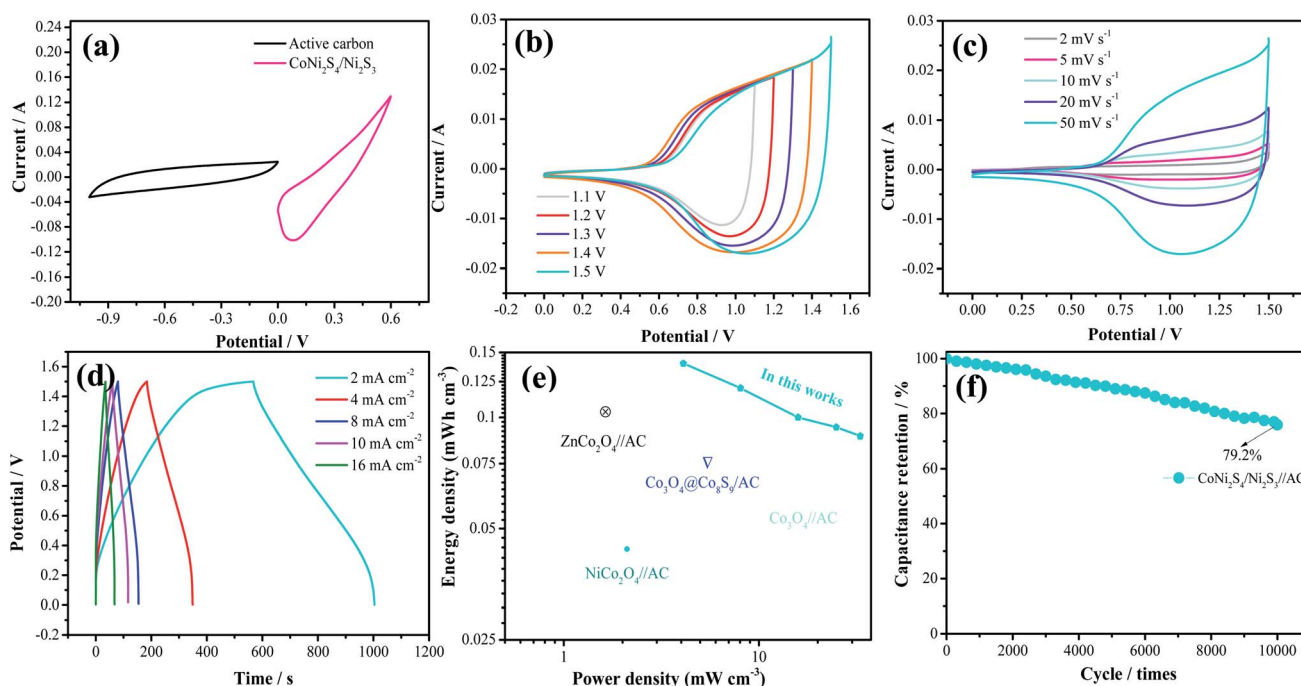 (a)
Active carbon
CoNi₂S₄/Ni₂S₃
Current / A
0.24
0.20
0.16
0.12
0.08
0.04
0.00
-0.04
-0.08
-0.12
-0.16
-0.20
-0.9 -0.6 -0.3 0.0 0.3 0.6
Potential / V
(b)
Current / A
0.03
0.02
0.01
0.00
-0.01
-0.02
1.1 V
1.2 V
1.3 V
1.4 V
1.5 V
-0.2 0.0 0.2 0.4 0.6 0.8 1.0 1.2 1.4 1.6
Potential / V
(c)
2 mV s⁻¹
5 mV s⁻¹
10 mV s⁻¹
20 mV s⁻¹
50 mV s⁻¹
Current / A
0.03
0.02
0.01
0.00
-0.01
-0.02
0.00 0.25 0.50 0.75 1.00 1.25 1.50
Potential / V
(d)
2 mA cm⁻²
4 mA cm⁻²
8 mA cm⁻²
10 mA cm⁻²
16 mA cm⁻²
Potential / V
1.6
1.4
1.2
1.0
0.8
0.6
0.4
0.2
0.0
-0.2
0 200 400 600 800 1000 1200
Time / s
(e)
Energy density (mWh cm⁻³)
0.15
0.125
0.1
0.075
0.05
0.025
In this works
ZnCo₂O₄//AC
Co₃O₄@Co₈S₉/AC
Co₃O₄//AC
NiCo₂O₄//AC
1 10
Power density (mW cm⁻³)
(f)
Capacitance retention / %
100
80
60
40
20
0
79.2%
CoNi₂S₄/Ni₂S₃//AC
0 2000 4000 6000 8000 10000
Cycle / times